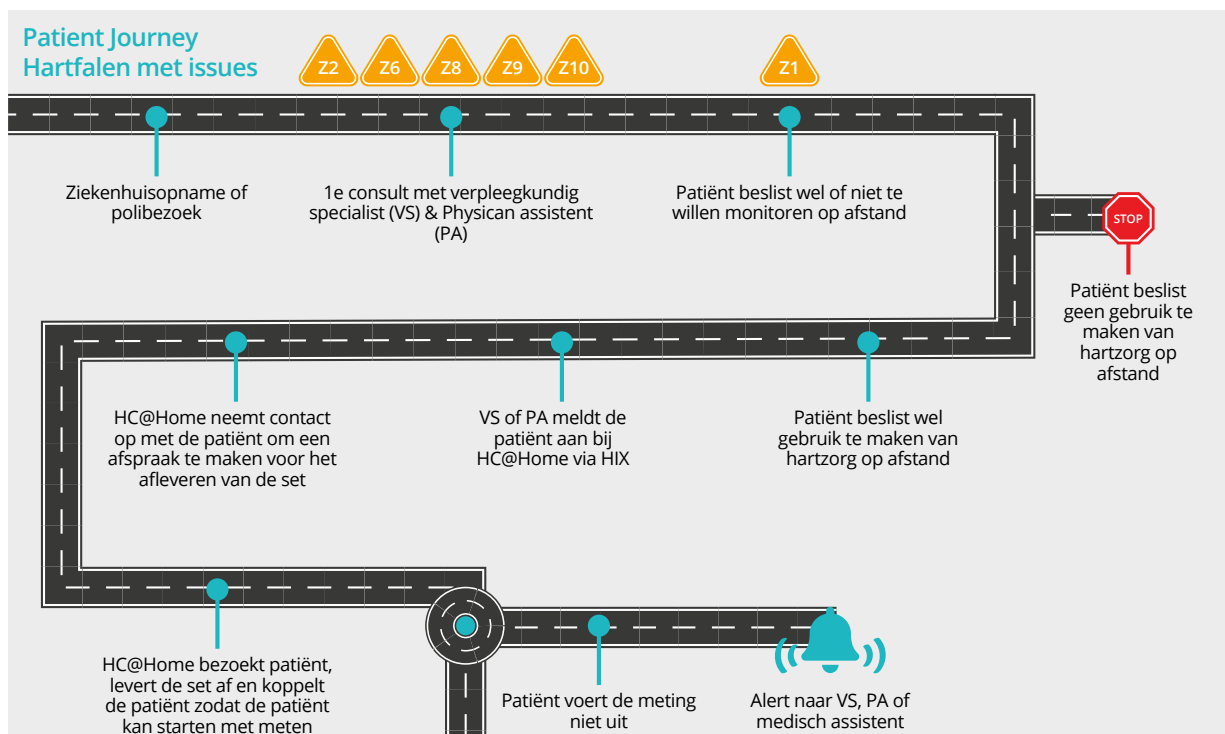 Patient Journey
Hartfalen met issues
Z2
Z6
Z8
Z9
Z10
Z1
Ziekenhuisopname of
polibezoek
1e consult met verpleegkundig
specialist (VS) & Physican assistent
(PA)
Patiënt beslist wel of niet te
willen monitoren op afstand
STOP
Patiënt beslist
geen gebruik te
maken van
hartzorg op
afstand
HC@Home neemt contact
op met de patiënt om een
afspraak te maken voor het
afleveren van de set
VS of PA meldt de
patiënt aan bij
HC@Home via HIX
Patiënt beslist wel
gebruik te maken van
hartzorg op afstand
HC@Home bezoekt patiënt,
levert de set af en koppelt
de patiënt zodat de patiënt
kan starten met meten
Patiënt voert de meting
niet uit
Alert naar VS, PA of
medisch assistent